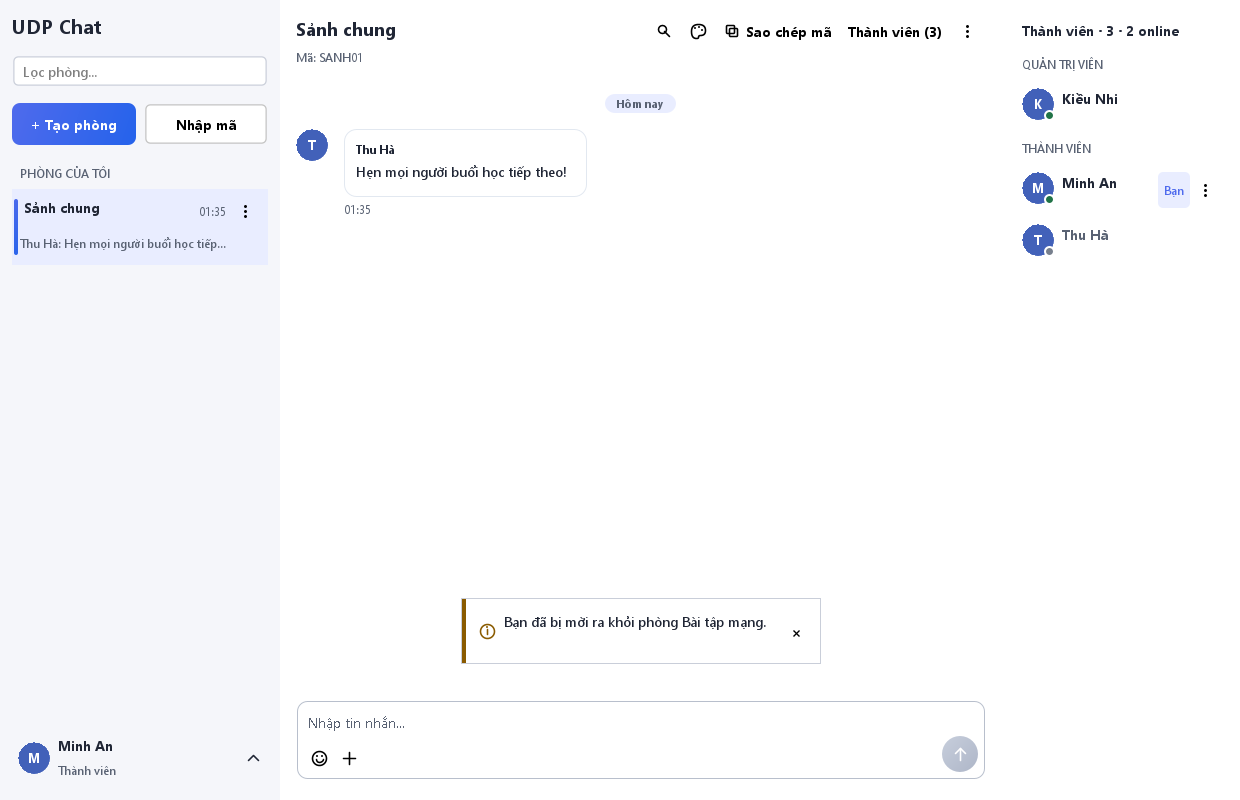 UDP Chat
Lọc phòng...
+ Tạo phòng
Nhập mã
PHÒNG CỦA TÔI
Sảnh chung
01:35
Thu Hà: Hẹn mọi người buổi học tiếp...
M
Minh An
Thành viên
Sảnh chung
Mã: SANH01
Sao chép mã
Thành viên (3)
Hôm nay
T
Thu Hà
Hẹn mọi người buổi học tiếp theo!
01:35
Bạn đã bị mời ra khỏi phòng Bài tập mạng.
Nhập tin nhắn...
Thành viên · 3 · 2 online
QUẢN TRỊ VIÊN
K
Kiều Nhi
THÀNH VIÊN
M
Minh An
Bạn
T
Thu Hà